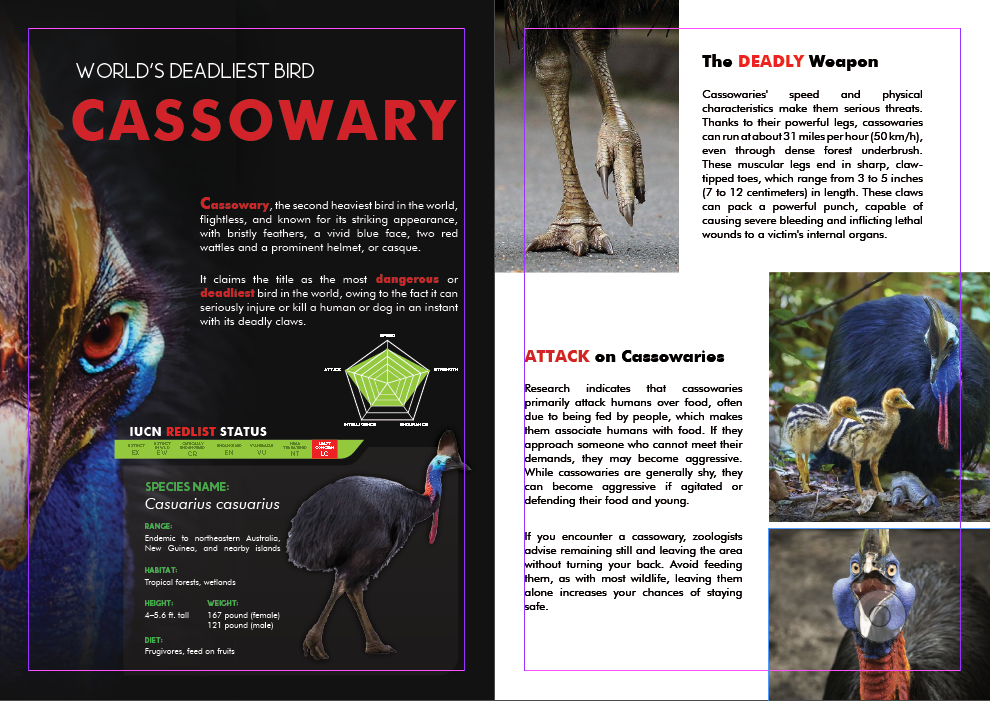 WORLD'S DEADLIEST BIRD
CASSOWARY
Cassowary, the second heaviest bird in the world,
flightless, and known for its striking appearance,
with bristly feathers, a vivid blue face, two red
wattles and a prominent helmet, or casque.
It claims the title as the most dangerous or
deadliest bird in the world, owing to the fact it can
seriously injure or kill a human or dog in an instant
with its deadly claws.
SPEED
ATTACK
STRENGTH
INTELLIGENCE
ENDURANCE
IUCN REDLIST STATUS
EXTINCT
EX
EXTINCT
IN WILD
EW
CRITICALLY
ENDANGERED
CR
ENDANGERED
EN
VULNERABLE
VU
NEAR
THREATENED
NT
LEAST
CONCERN
LC
SPECIES NAME:
Casuarius casuarius
RANGE:
Endemic to northeastern Australia,
New Guinea, and nearby islands
HABITAT:
Tropical forests, wetlands
HEIGHT:
4–5.6 ft. tall
WEIGHT:
167 pound (female)
121 pound (male)
DIET:
Frugivores, feed on fruits
The DEADLY Weapon
Cassowaries' speed and physical
characteristics make them serious threats.
Thanks to their powerful legs, cassowaries
can run at about 31 miles per hour (50 km/h),
even through dense forest underbrush.
These muscular legs end in sharp, claw-
tipped toes, which range from 3 to 5 inches
(7 to 12 centimeters) in length. These claws
can pack a powerful punch, capable of
causing severe bleeding and inflicting lethal
wounds to a victim's internal organs.
ATTACK on Cassowaries
Research indicates that cassowaries
primarily attack humans over food, often
due to being fed by people, which makes
them associate humans with food. If they
approach someone who cannot meet their
demands, they may become aggressive.
While cassowaries are generally shy, they
can become aggressive if agitated or
defending their food and young.
If you encounter a cassowary, zoologists
advise remaining still and leaving the area
without turning your back. Avoid feeding
them, as with most wildlife, leaving them
alone increases your chances of staying
safe.